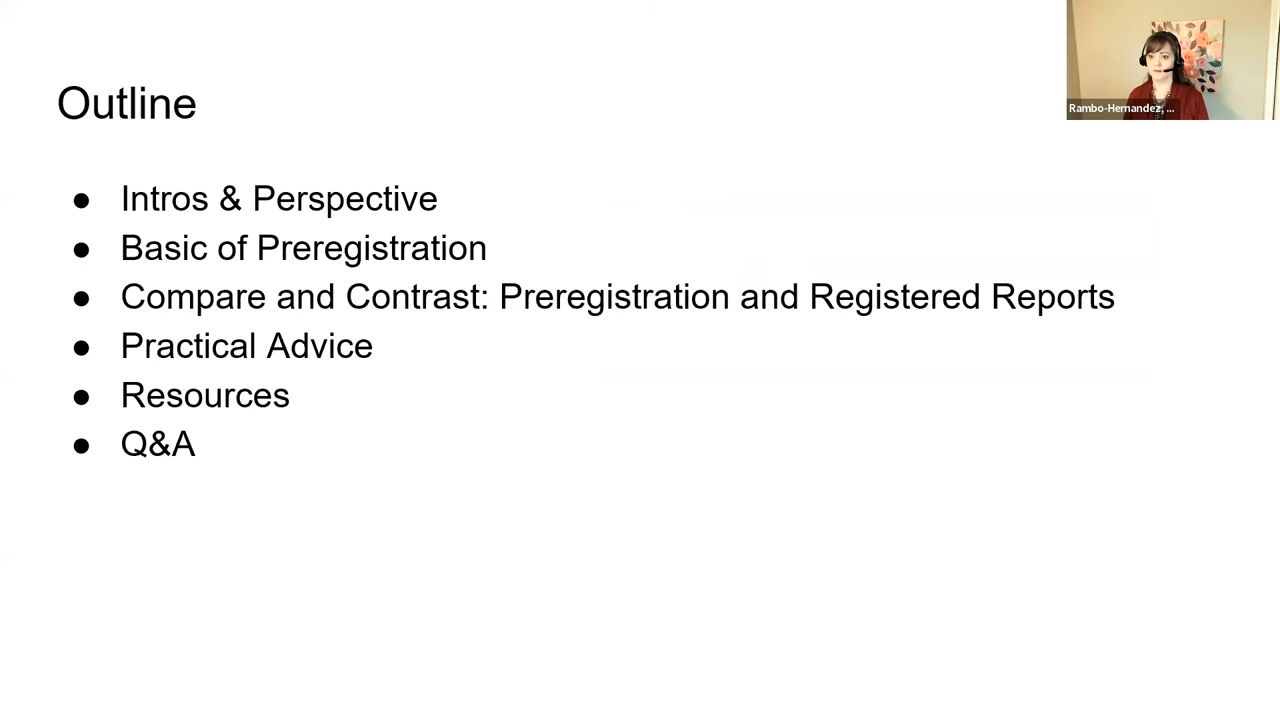 Outline
● Intros & Perspective
● Basic of Preregistration
● Compare and Contrast: Preregistration and Registered Reports
● Practical Advice
● Resources
● Q&A
Rambo-Hernandez, ...